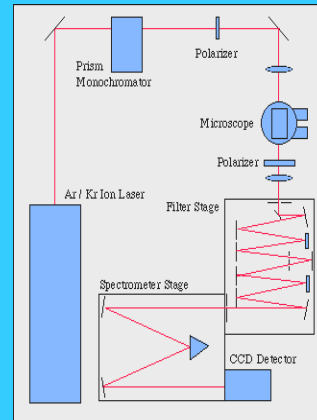 Polarizer
Prism
Monochromator
Microscope
Polarizer
Ar / Kr Ion Laser
Filter Stage
Spectrometer Stage
CCD Detector